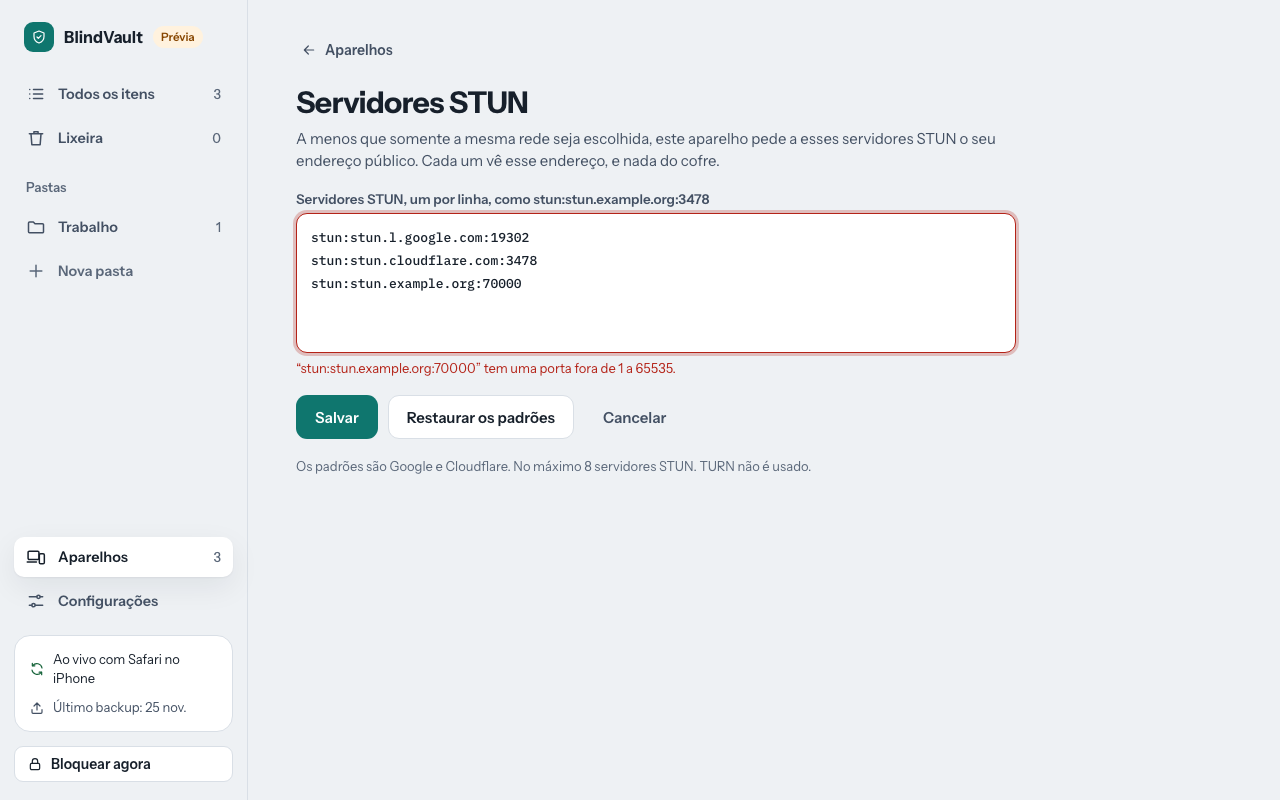 BlindVault
Prévia
Todos os itens
3
Lixeira
0
Pastas
Trabalho
1
Nova pasta
Aparelhos
3
Configurações
Ao vivo com Safari no
iPhone
Último backup: 25 nov.
Bloquear agora
Aparelhos
Servidores STUN
A menos que somente a mesma rede seja escolhida, este aparelho pede a esses servidores STUN o seu
endereço público. Cada um vê esse endereço, e nada do cofre.
Servidores STUN, um por linha, como stun:stun.example.org:3478
stun:stun.l.google.com:19302
stun:stun.cloudflare.com:3478
stun:stun.example.org:70000
“stun:stun.example.org:70000” tem uma porta fora de 1 a 65535.
Salvar
Restaurar os padrões
Cancelar
Os padrões são Google e Cloudflare. No máximo 8 servidores STUN. TURN não é usado.